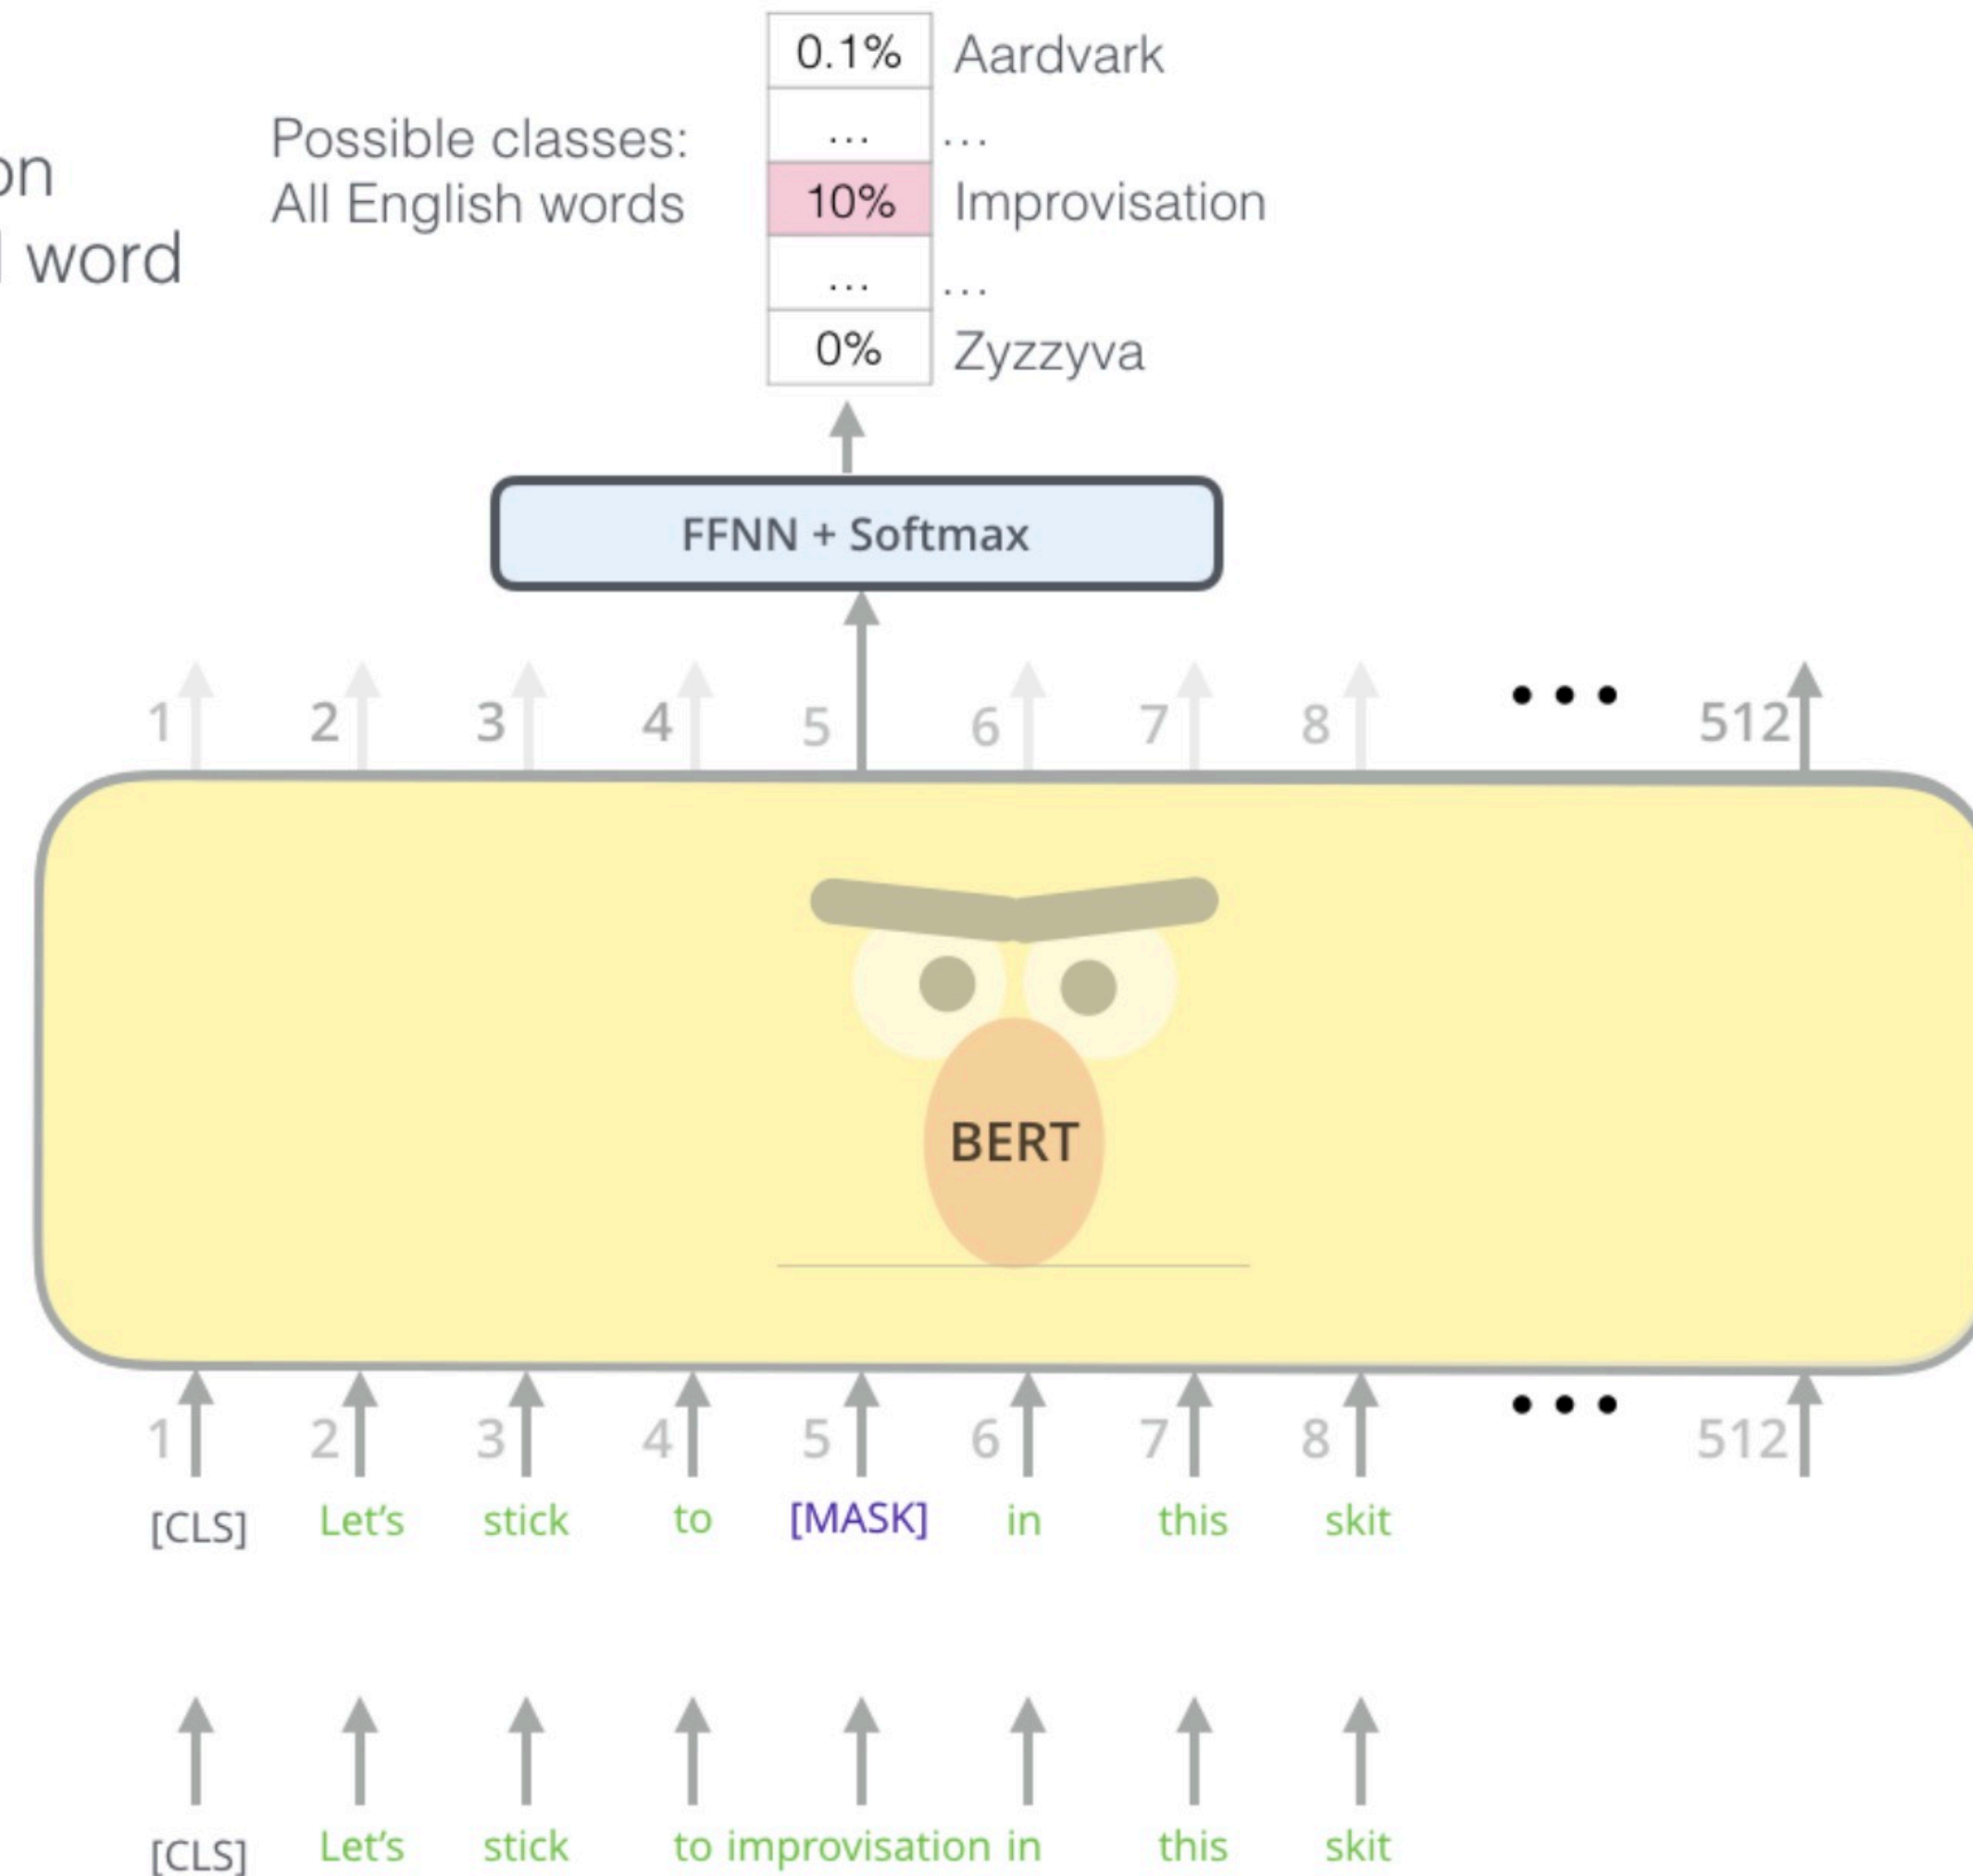 0.1% Aardvark
... ...
Possible classes:
All English words
10% Improvisation
... ...
0% Zyzzyva
word
FFNN + Softmax
1 2 3 4 5 6 7 8 ... 512
BERT
1 2 3 4 5 6 7 8 ... 512
[CLS] Let's stick to [MASK] in this skit
[CLS] Let's stick to improvisation in this skit